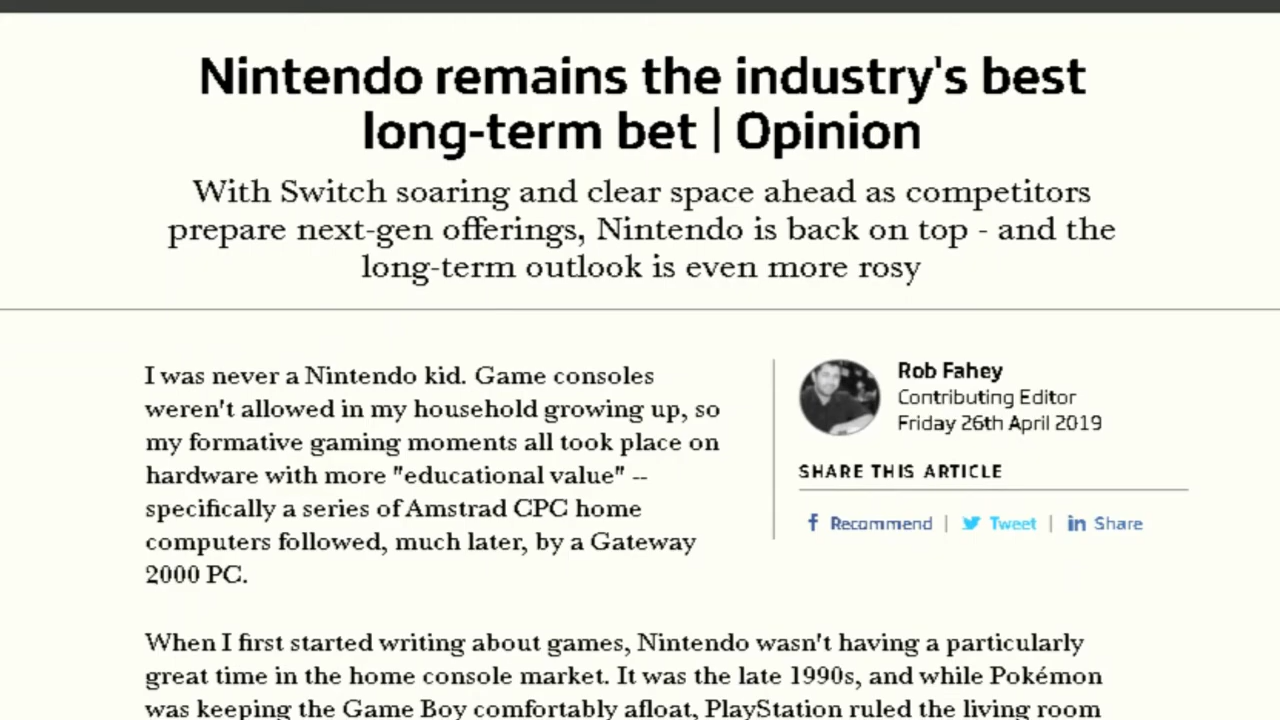 Nintendo remains the industry's best
long-term bet | Opinion
With Switch soaring and clear space ahead as competitors
prepare next-gen offerings, Nintendo is back on top - and the
long-term outlook is even more rosy
I was never a Nintendo kid. Game consoles
weren't allowed in my household growing up, so
my formative gaming moments all took place on
hardware with more "educational value" --
specifically a series of Amstrad CPC home
computers followed, much later, by a Gateway
2000 PC.
Rob Fahey
Contributing Editor
Friday 26th April 2019
SHARE THIS ARTICLE
Recommend | Tweet | Share
When I first started writing about games, Nintendo wasn't having a particularly
great time in the home console market. It was the late 1990s, and while Pokémon
was keeping the Game Boy comfortably afloat, PlayStation ruled the living room